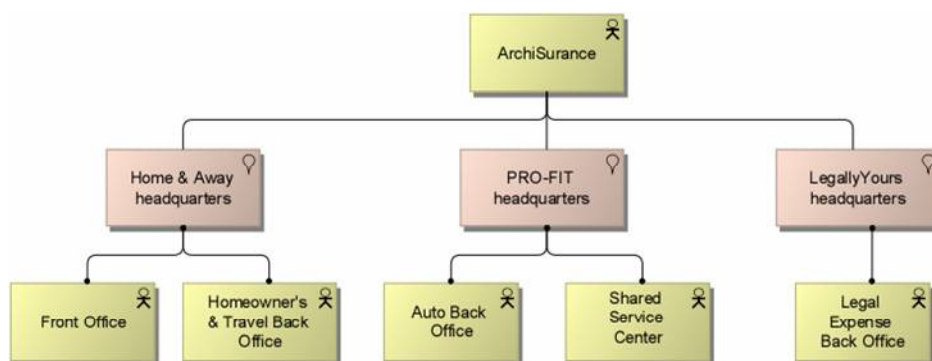 ArchiSurance
Home & Away
headquarters
PRO-FIT
headquarters
LegallyYours
headquarters
Front Office
Homeowner's
& Travel Back
Office
Auto Back
Office
Shared
Service
Center
Legal
Expense
Back Office